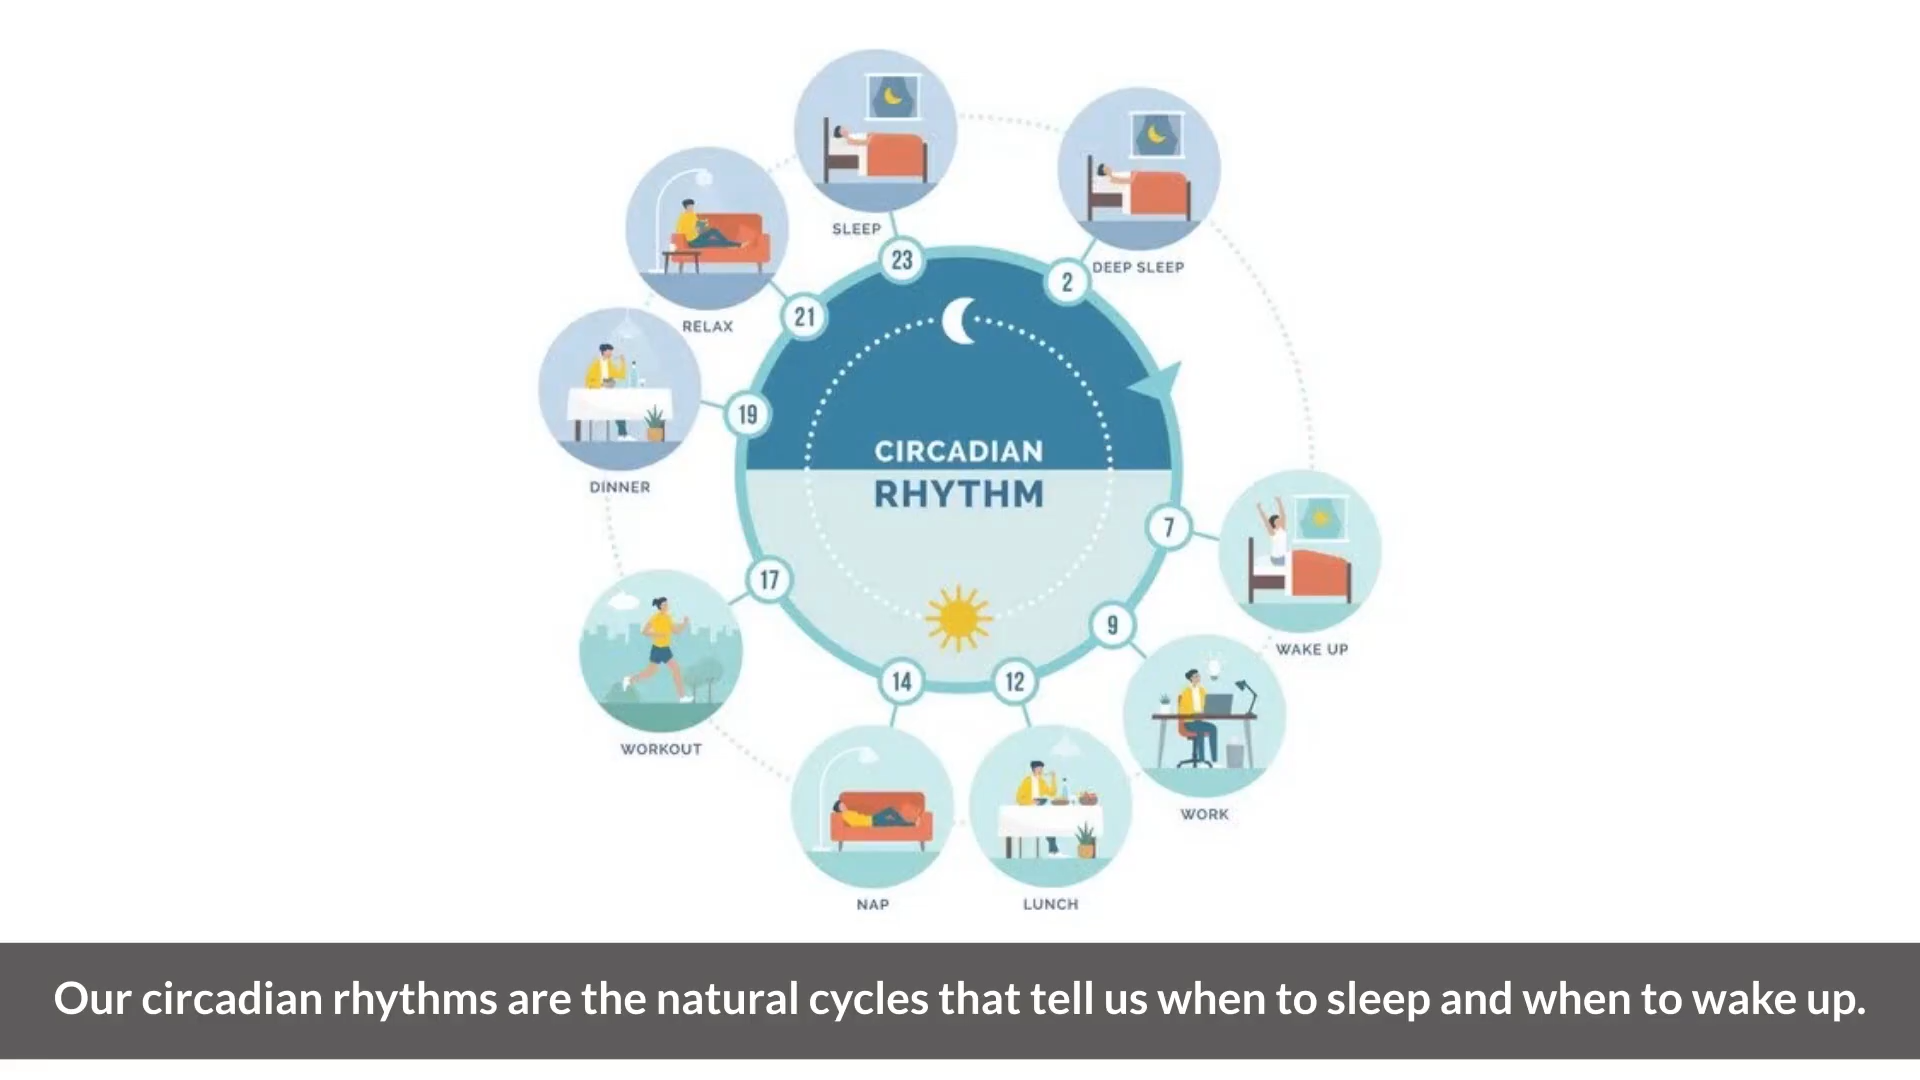 SLEEP
23
2
DEEP SLEEP
21
RELAX
19
DINNER
CIRCADIAN
RHYTHM
7
WAKE UP
17
9
WORKOUT
14
12
WORK
NAP
LUNCH
Our circadian rhythms are the natural cycles that tell us when to sleep and when to wake up.